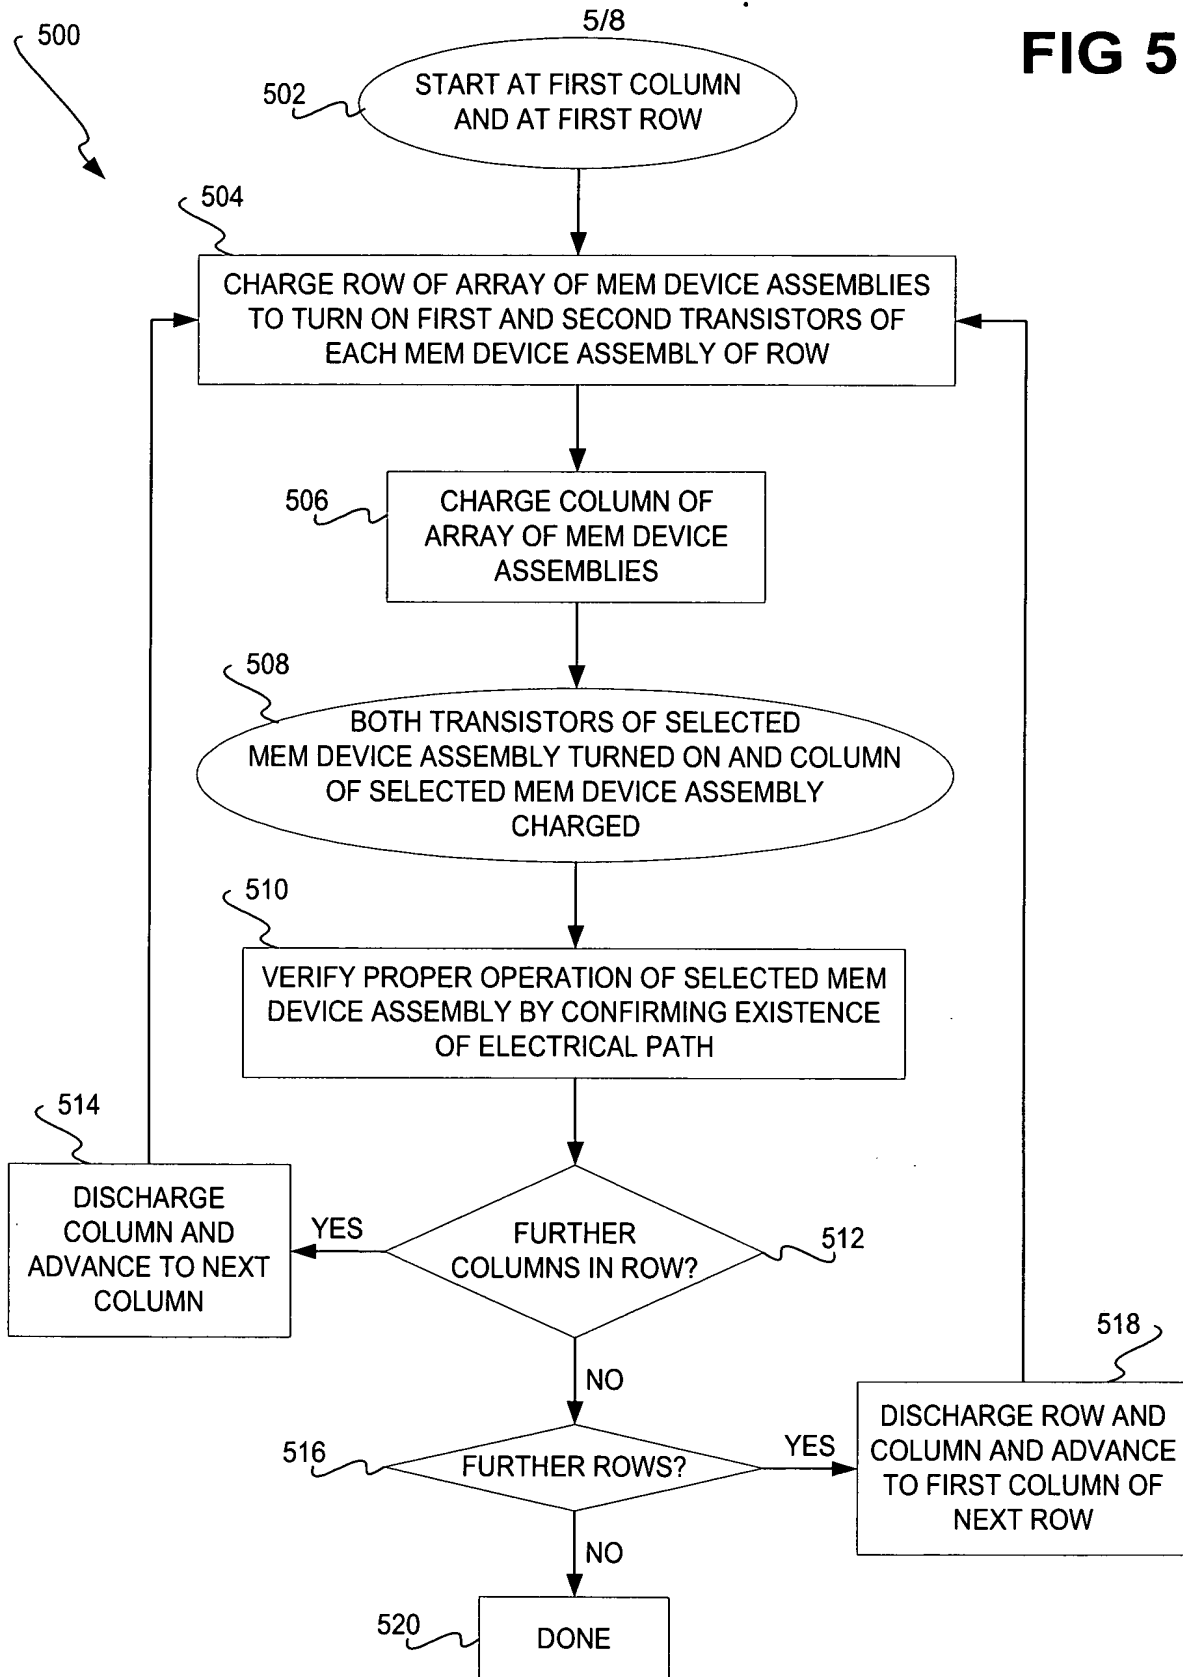 5/8
FIG 5
500
502
START AT FIRST COLUMN
AND AT FIRST ROW
504
CHARGE ROW OF ARRAY OF MEM DEVICE ASSEMBLIES
TO TURN ON FIRST AND SECOND TRANSISTORS OF
EACH MEM DEVICE ASSEMBLY OF ROW
506
CHARGE COLUMN OF
ARRAY OF MEM DEVICE
ASSEMBLIES
508
BOTH TRANSISTORS OF SELECTED
MEM DEVICE ASSEMBLY TURNED ON AND COLUMN
OF SELECTED MEM DEVICE ASSEMBLY
CHARGED
510
VERIFY PROPER OPERATION OF SELECTED MEM
DEVICE ASSEMBLY BY CONFIRMING EXISTENCE
OF ELECTRICAL PATH
514
DISCHARGE
COLUMN AND
ADVANCE TO NEXT
COLUMN
YES
FURTHER
COLUMNS IN ROW?
512
NO
518
DISCHARGE ROW AND
COLUMN AND ADVANCE
TO FIRST COLUMN OF
NEXT ROW
516
FURTHER ROWS?
YES
NO
520
DONE